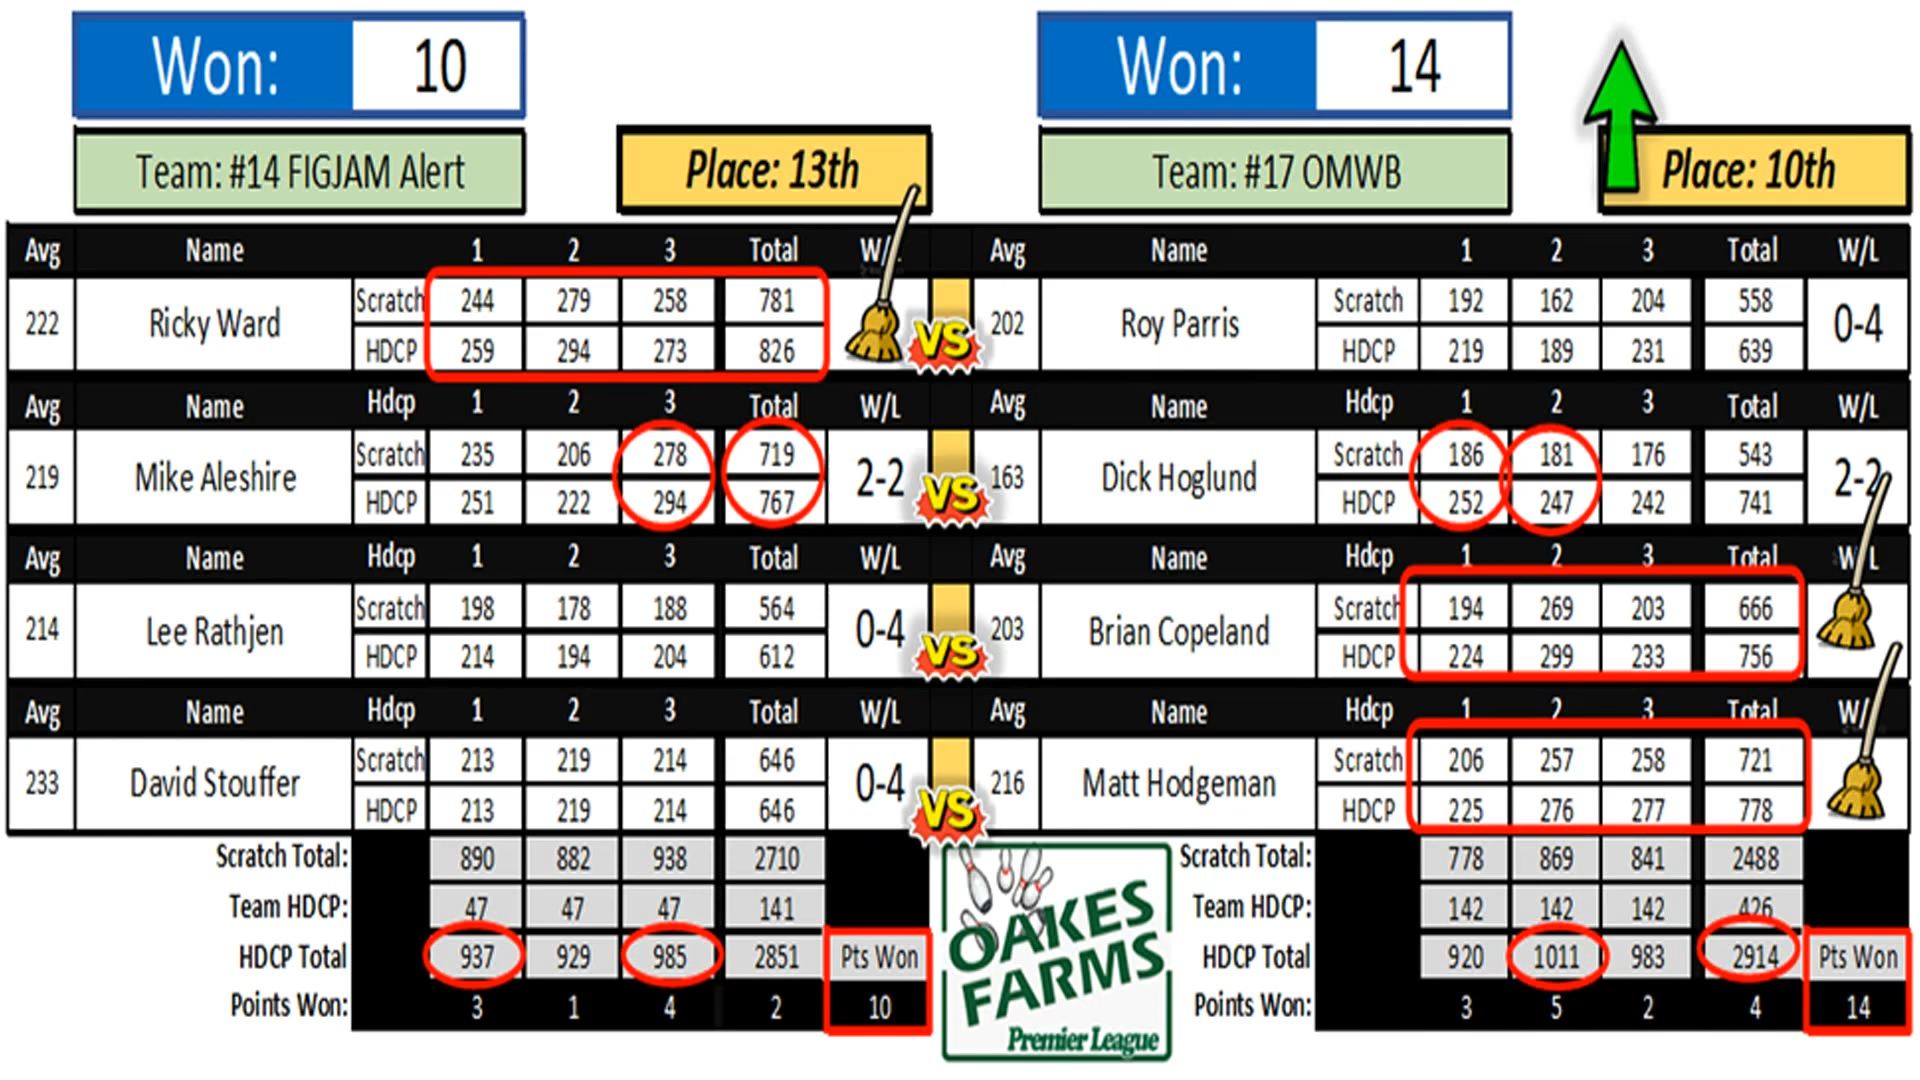 Won: 10 Won: 14
Team: #14 FIGJAM Alert Place: 13th Team: #17 OMWB Place: 10th
Avg Name 1 2 3 Total W/L Avg Name 1 2 3 Total W/L
222 Ricky Ward Scratch 244 279 258 781 VS 202 Roy Parris Scratch 192 162 204 558 0-4
HDCP 259 294 273 826 HDCP 219 189 231 639
Avg Name Hdcp 1 2 3 Total W/L Avg Name Hdcp 1 2 3 Total W/L
219 Mike Aleshire Scratch 235 206 278 719 2-2 VS 163 Dick Hoglund Scratch 186 181 176 543 2-2
HDCP 251 222 294 767 HDCP 252 247 242 741
Avg Name Hdcp 1 2 3 Total W/L Avg Name Hdcp 1 2 3 Total W/L
214 Lee Rathjen Scratch 198 178 188 564 0-4 VS 203 Brian Copeland Scratch 194 269 203 666
HDCP 214 194 204 612 HDCP 224 299 233 756
Avg Name Hdcp 1 2 3 Total W/L Avg Name Hdcp 1 2 3 Total W/
233 David Stouffer Scratch 213 219 214 646 0-4 VS 216 Matt Hodgeman Scratch 206 257 258 721
HDCP 213 219 214 646 HDCP 225 276 277 778
Scratch Total: 890 882 938 2710 Scratch Total: 778 869 841 2488
Team HDCP: 47 47 47 141 Team HDCP: 142 142 142 426
HDCP Total 937 929 985 2851 Pts Won HDCP Total 920 1011 983 2914 Pts Won
Points Won: 3 1 4 2 10 Points Won: 3 5 2 4 14
OAKES
FARMS
Premier League